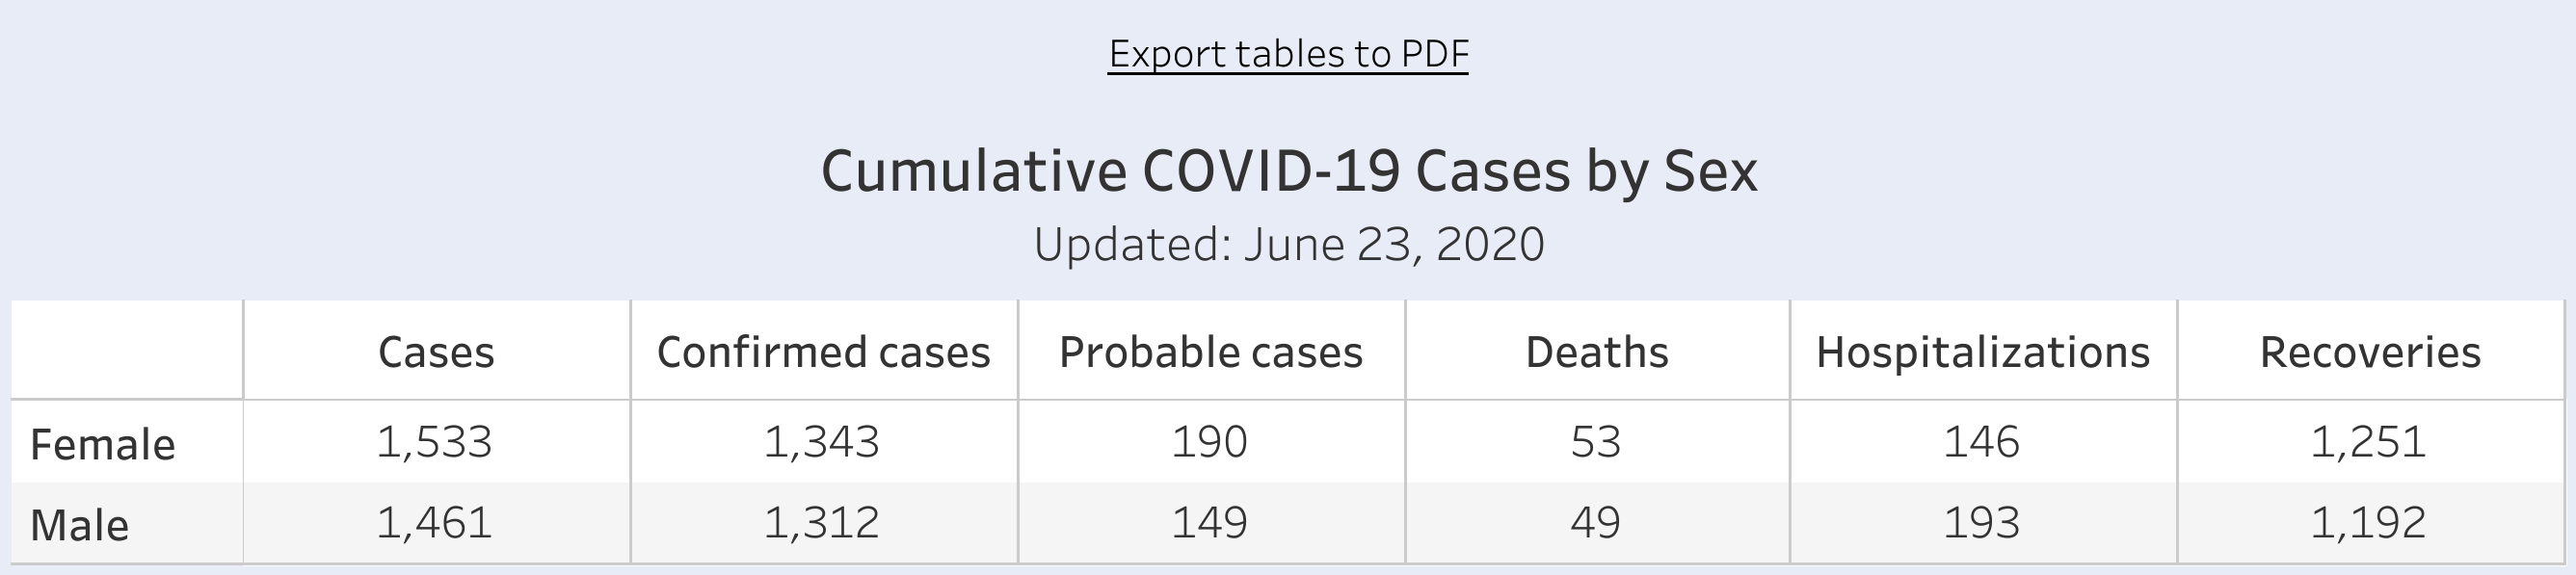 Export tables to PDF
Cumulative COVID-19 Cases by Sex
Updated: June 23, 2020
Cases Confirmed cases Probable cases Deaths Hospitalizations Recoveries
Female 1,533 1,343 190 53 146 1,251
Male 1,461 1,312 149 49 193 1,192